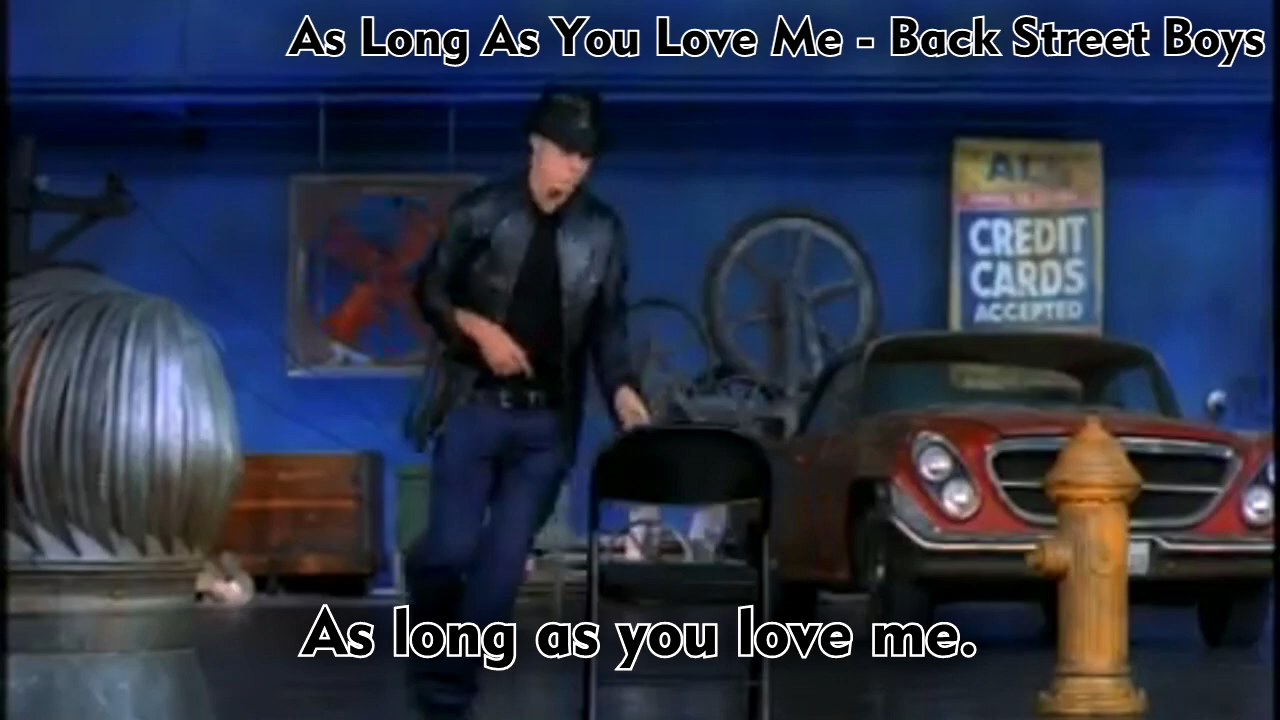 As Long As You Love Me - Back Street Boys
CREDIT
CARDS
ACCEPTED
As long as you love me.